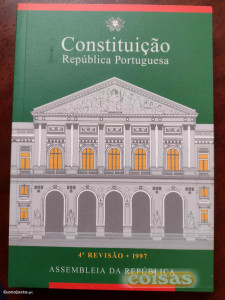 Constituição
República Portuguesa
4ª REVISÃO • 1997
ASSEMBLEIA DA REPÚBLICA
coisas